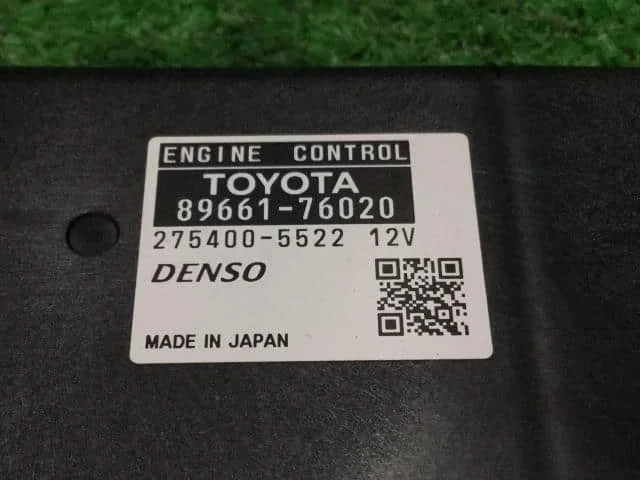 ENGINE CONTROL
TOYOTA
89661-76020
275400-5522 12V
DENSO
MADE IN JAPAN